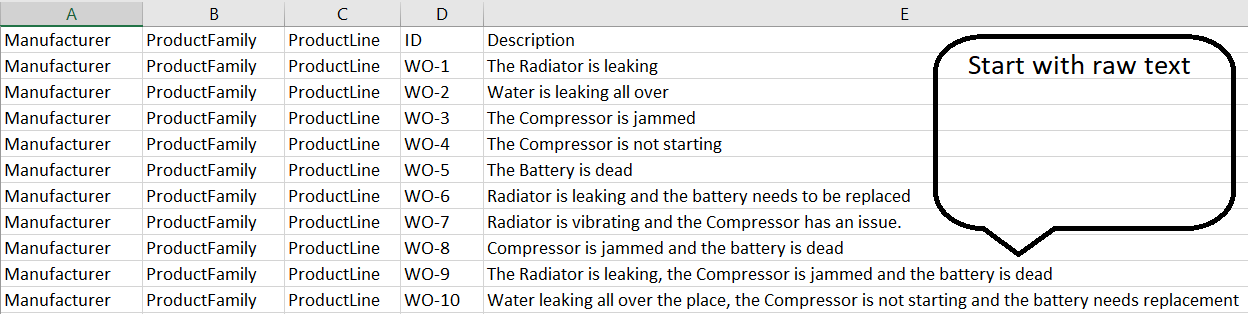 A B C D E
Manufacturer ProductFamily ProductLine ID Description
Manufacturer ProductFamily ProductLine WO-1 The Radiator is leaking
Manufacturer ProductFamily ProductLine WO-2 Water is leaking all over
Manufacturer ProductFamily ProductLine WO-3 The Compressor is jammed
Manufacturer ProductFamily ProductLine WO-4 The Compressor is not starting
Manufacturer ProductFamily ProductLine WO-5 The Battery is dead
Manufacturer ProductFamily ProductLine WO-6 Radiator is leaking and the battery needs to be replaced
Manufacturer ProductFamily ProductLine WO-7 Radiator is vibrating and the Compressor has an issue.
Manufacturer ProductFamily ProductLine WO-8 Compressor is jammed and the battery is dead
Manufacturer ProductFamily ProductLine WO-9 The Radiator is leaking, the Compressor is jammed and the battery is dead
Manufacturer ProductFamily ProductLine WO-10 Water leaking all over the place, the Compressor is not starting and the battery needs replacement
Start with raw text